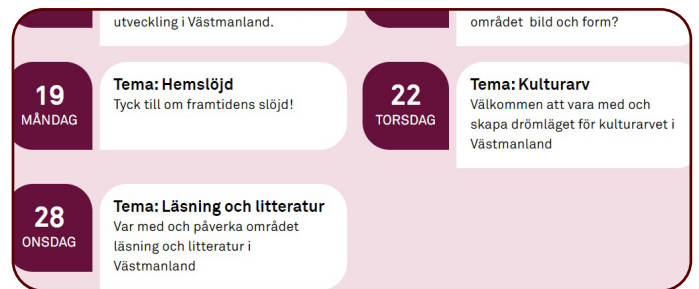 utveckling i Västmanland.
området bild och form?
19
MÅNDAG
Tema: Hemslöjd
Tyck till om framtidens slöjd!
22
TORSDAG
Tema: Kulturarv
Välkommen att vara med och
skapa drömläget för kulturarvet i
Västmanland
28
ONSDAG
Tema: Läsning och litteratur
Var med och påverka området
läsning och litteratur i
Västmanland